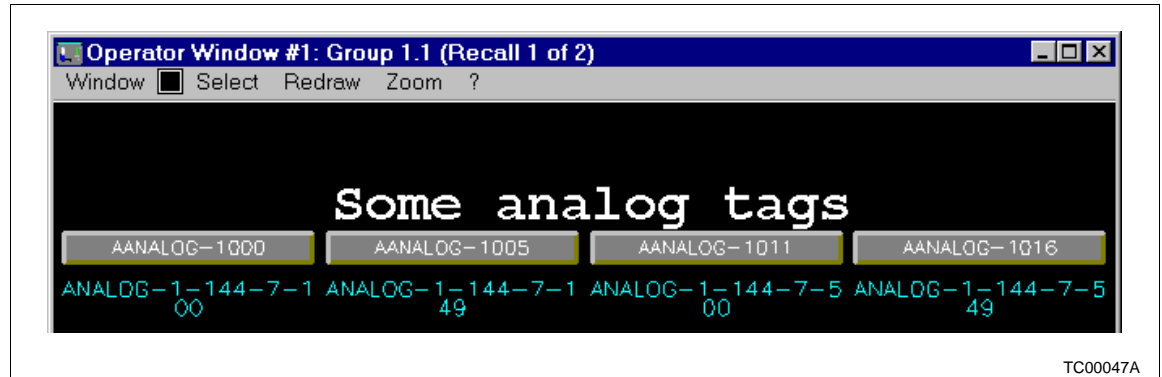 Operator Window #1: Group 1.1 (Recall 1 of 2)
Window Select Redraw Zoom ?
Some analog tags
AANALOG-1000 AANALOG-1005 AANALOG-1011 AANALOG-1016
ANALOG-1-144-7-1 ANALOG-1-144-7-1 ANALOG-1-144-7-5 ANALOG-1-144-7-5
00 49 00 49
TC00047A